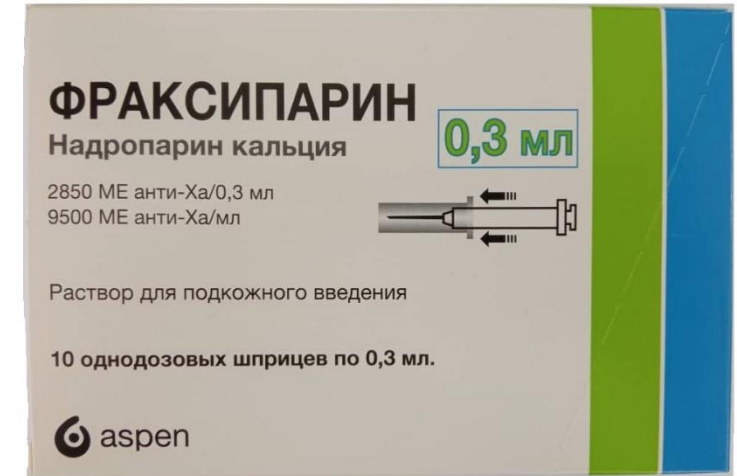 ФРАКСИПАРИН
0,3 мл
Надропарин кальция
2850 МЕ анти-Ха/0,3 мл
9500 МЕ анти-Ха/мл
Раствор для подкожного введения
10 однодозовых шприцев по 0,3 мл.
aspen